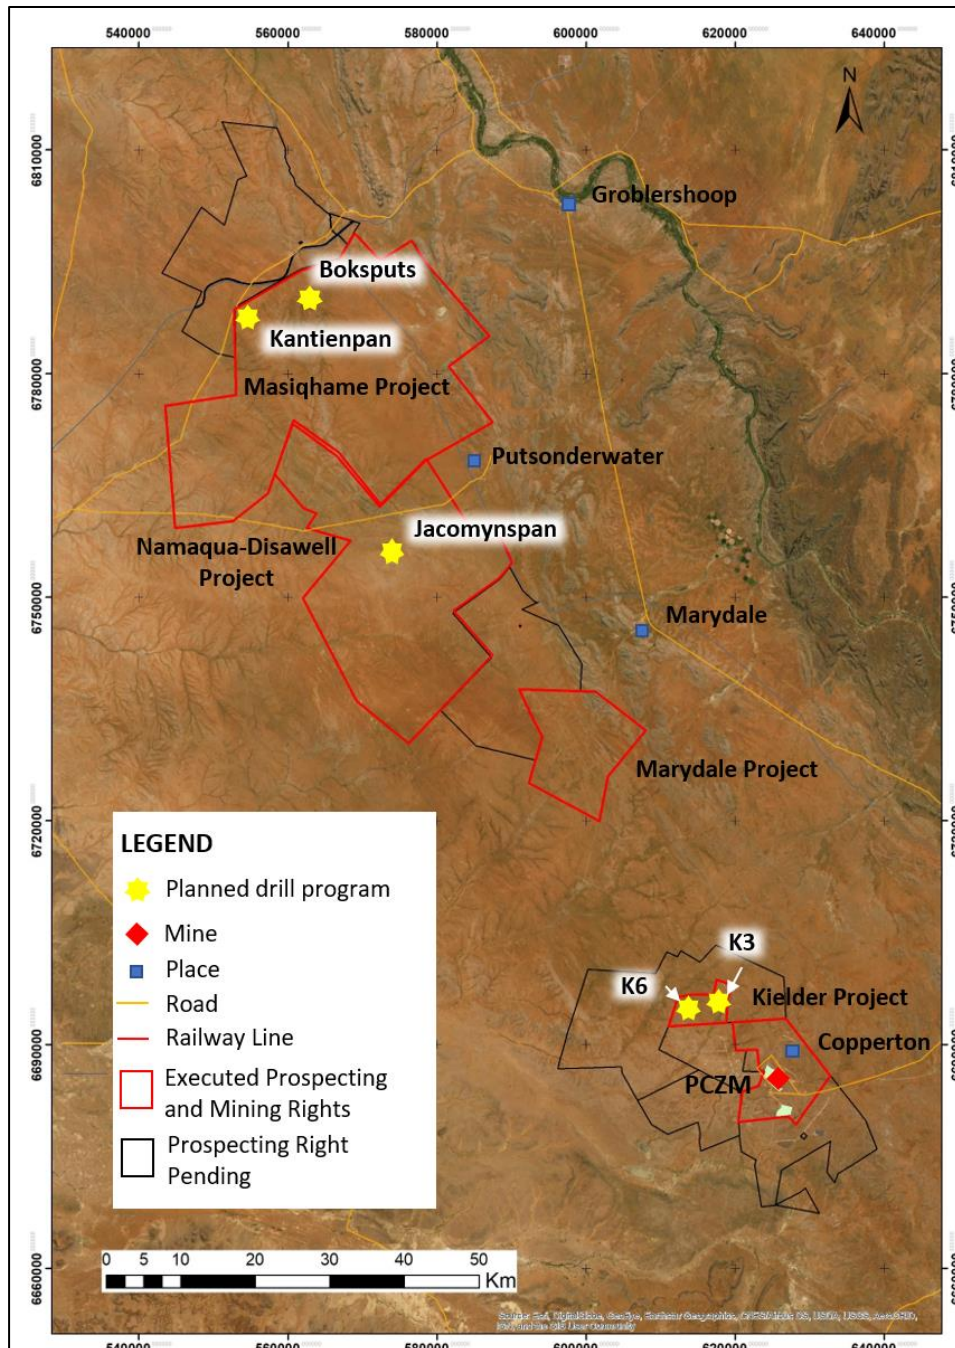 540000 560000 580000 600000 620000 640000
N
6810000
Groblershoop
Boksputs
Kantienpan
6780000
Masiqhame Project
Putsonderwater
Jacomynspan
Namaqua-Disawell
Project
6750000
Marydale
Marydale Project
6720000
LEGEND
Planned drill program
Mine
Place
Road
Railway Line
Executed Prospecting
and Mining Rights
Prospecting Right
Pending
K3
K6
Kielder Project
6690000
Copperton
PCZM
0 5 10 20 30 40 50
Km
6660000
540000 560000 580000 600000 620000 640000